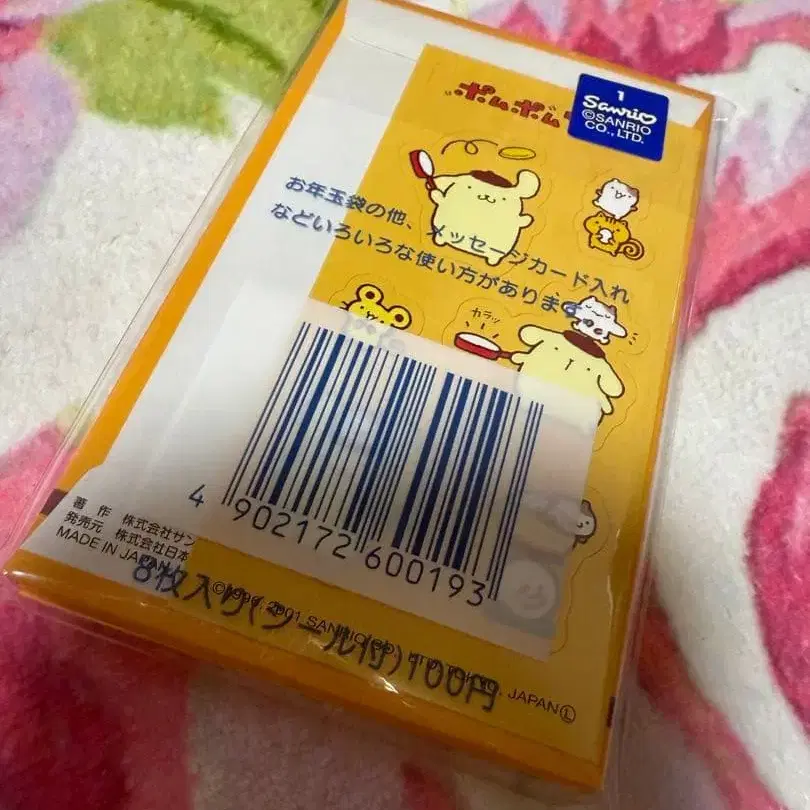 ポムポム
1
Sanrio
©SANRIO
CO., LTD.
お年玉袋の他、メッセージカード入れ
などいろいろな使い方があります。
カラッ
4 902172 600193
著 作 株式会社サン
発売元 株式会社日本
MADE IN JAPAN
©1996, 2001 SANRIO CO., LTD. TOKYO, JAPAN Ⓛ
8枚入り(シール付)100円